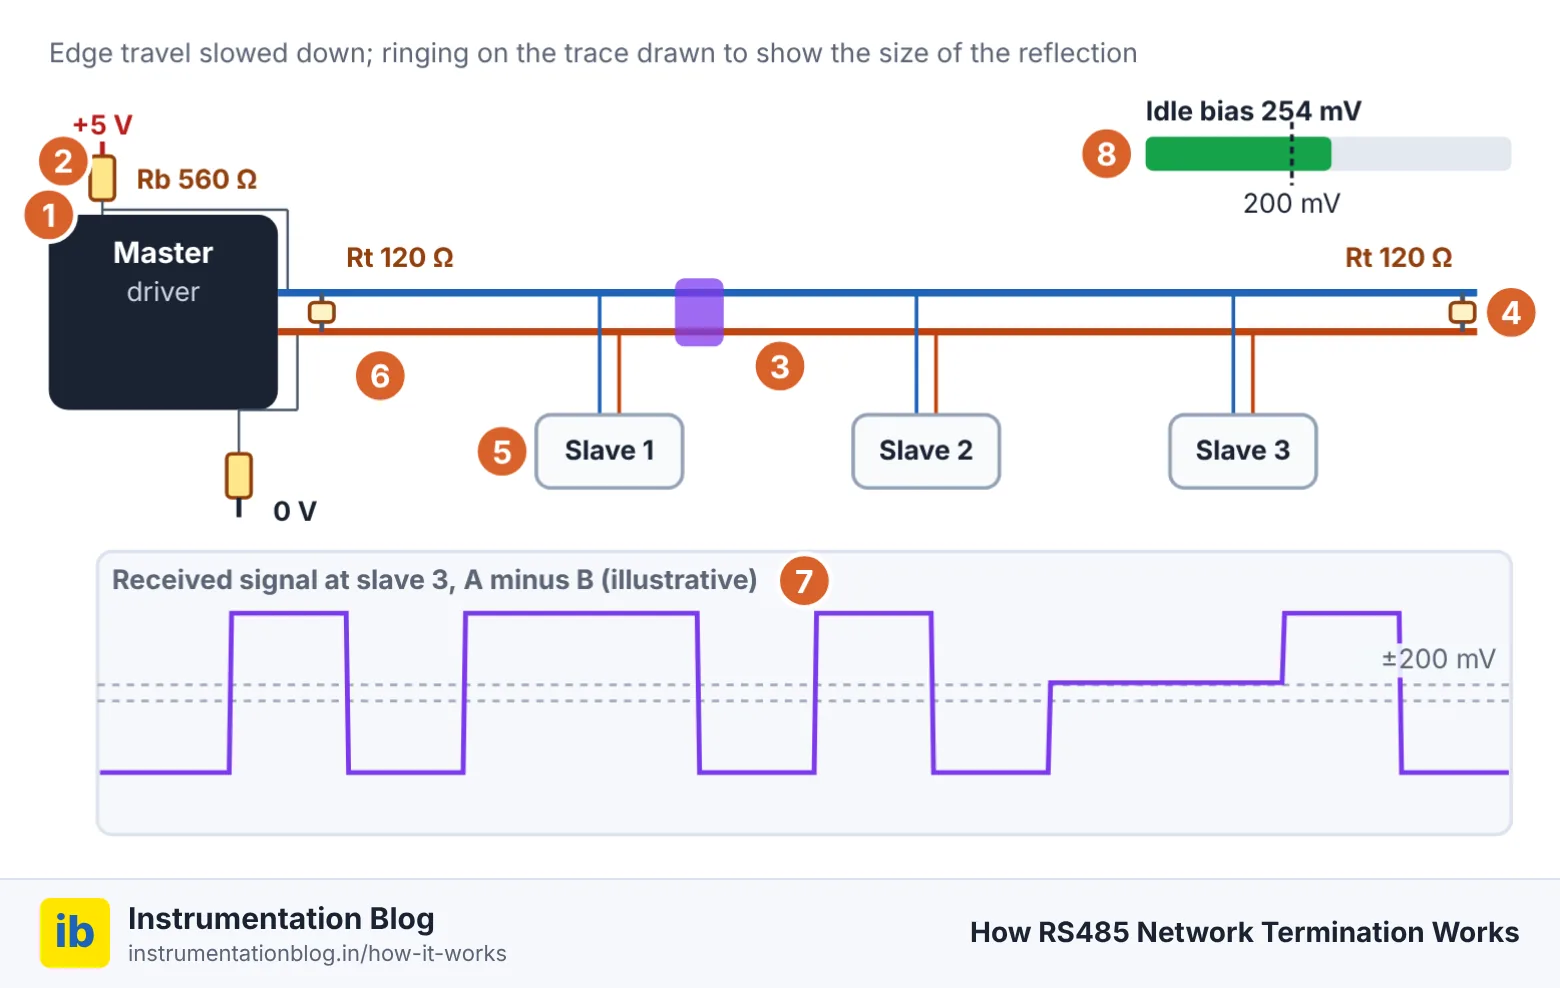 Edge travel slowed down; ringing on the trace drawn to show the size of the reflection
Idle bias 254 mV
8
200 mV
+5 V
2
Rb 560 Ω
1
Master
driver
Rt 120 Ω
Rt 120 Ω
4
3
6
5
Slave 1
Slave 2
Slave 3
0 V
Received signal at slave 3, A minus B (illustrative)
7
±200 mV
ib
Instrumentation Blog
instrumentationblog.in/how-it-works
How RS485 Network Termination Works